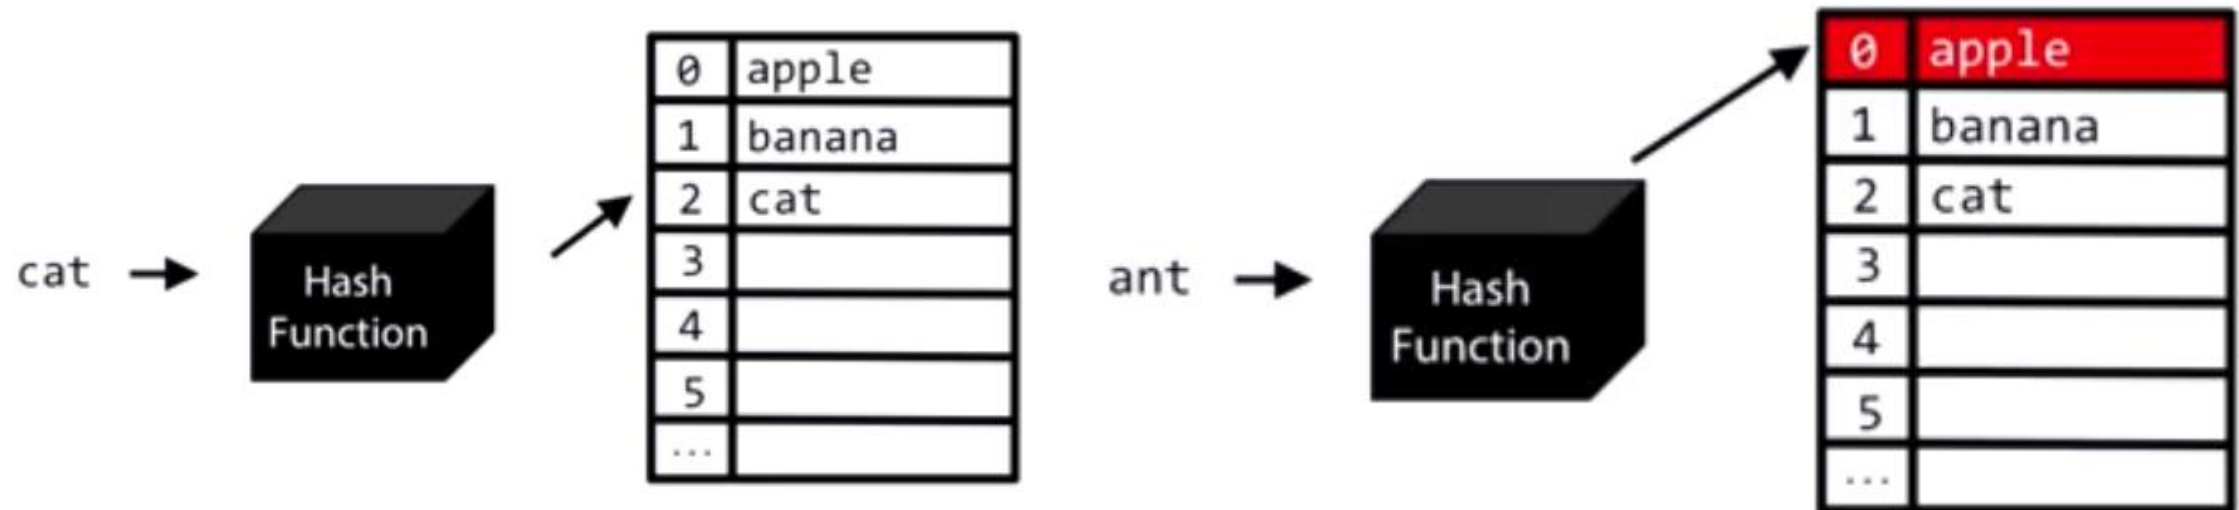 cat
Hash
Function
0 apple
1 banana
2 cat
3
4
5
...
ant
Hash
Function
0 apple
1 banana
2 cat
3
4
5
...